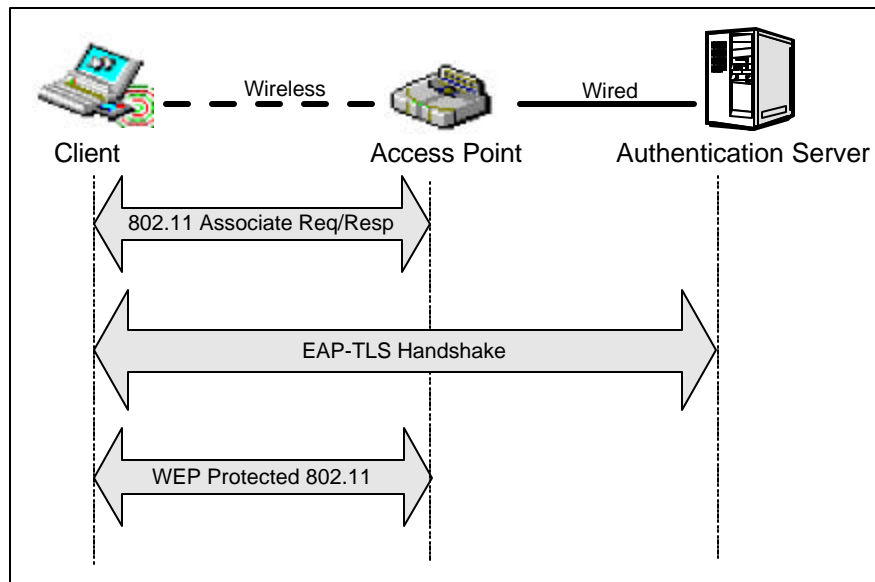 Wireless
Wired
Client
Access Point
Authentication Server
802.11 Associate Req/Resp
EAP-TLS Handshake
WEP Protected 802.11